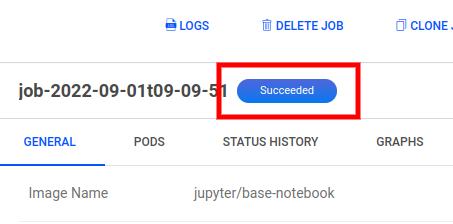 LOGS DELETE JOB CLONE J
job-2022-09-01t09-09-51 Succeeded
GENERAL PODS STATUS HISTORY GRAPHS
Image Name jupyter/base-notebook